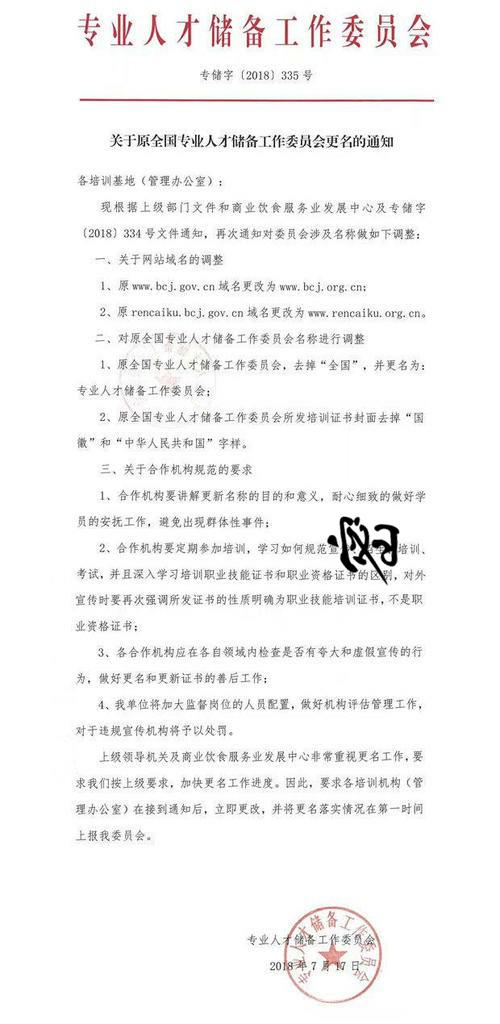 专业人才储备工作委员会
专储字〔2018〕335 号
关于原全国专业人才储备工作委员会更名的通知
各培训基地（管理办公室）：
现根据上级部门文件和商业饮食服务业发展中心及专储字
〔2018〕334 号文件通知，再次通知对委员会涉及名称做如下调整：
一、关于网站域名的调整
1、原 www.bcj.gov.cn 域名更改为 www.bcj.org.cn；
2、原 rencaiku.bcj.gov.cn 域名更改为 www.rencaiku.org.cn。
二、对原全国专业人才储备工作委员会名称进行调整
1、原全国专业人才储备工作委员会，去掉“全国”，并更名为：
专业人才储备工作委员会；
2、原全国专业人才储备工作委员会所发培训证书封面去掉“国
徽”和“中华人民共和国”字样。
三、关于合作机构规范的要求
1、合作机构要讲解更新名称的目的和意义，耐心细致的做好学
员的安抚工作，避免出现群体性事件；
2、合作机构要定期参加培训，学习如何规范宣 培训、
考试，并且深入学习培训职业技能证书和职业资格证书的区别，对外
宣传时要再次强调所发证书的性质明确为职业技能培训证书，不是职
业资格证书；
3、各合作机构应在各自领域内检查是否有夸大和虚假宣传的行
为，做好更名和更新证书的善后工作；
4、我单位将加大监督岗位的人员配置，做好机构评估管理工作，
对于违规宣传机构将予以处罚。
上级领导机关及商业饮食服务业发展中心非常重视更名工作，要
求我们按上级要求，加快更名工作进度。因此，要求各培训机构（管
理办公室）在接到通知后，立即更改，并将更名落实情况在第一时间
上报我委员会。
专业人才储备工作委员会
2018 年 7 月 17 日
专业人才储备工作委员会